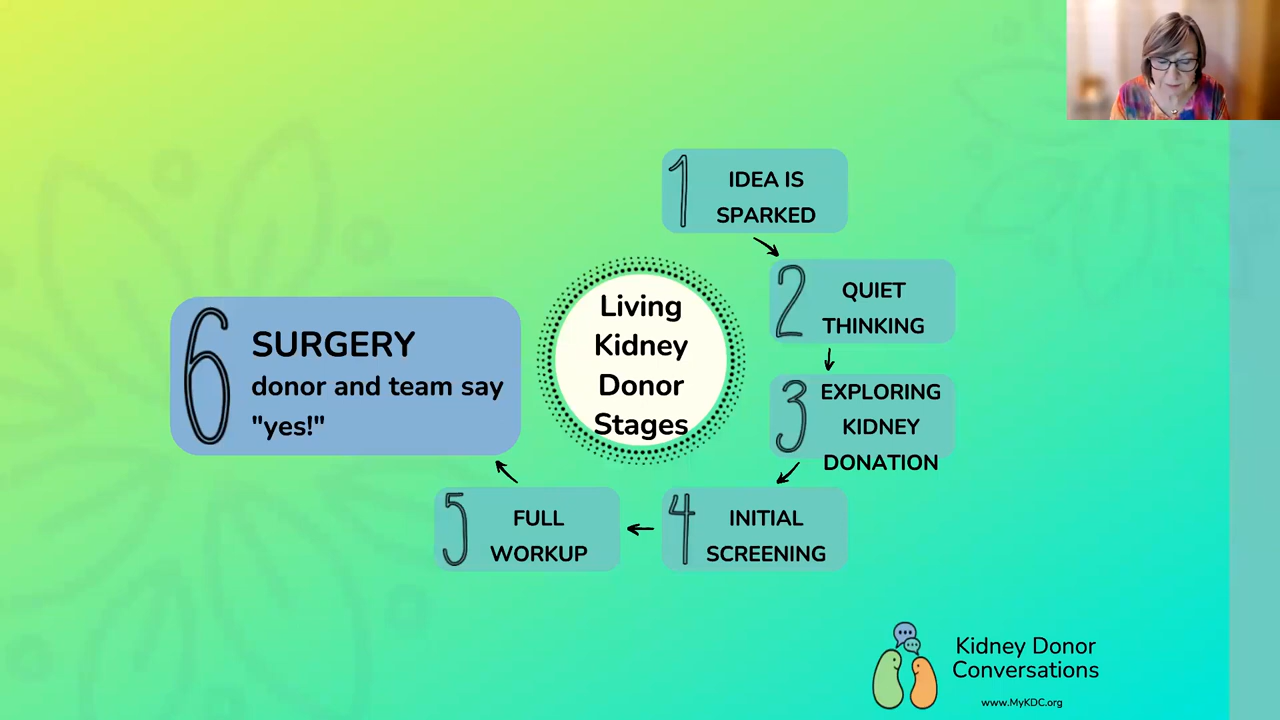 Living
Kidney
Donor
Stages
1
IDEA IS
SPARKED
2
QUIET
THINKING
3
EXPLORING
KIDNEY
DONATION
4
INITIAL
SCREENING
5
FULL
WORKUP
6
SURGERY
donor and team say
"yes!"
Kidney Donor
Conversations
www.MyKDC.org